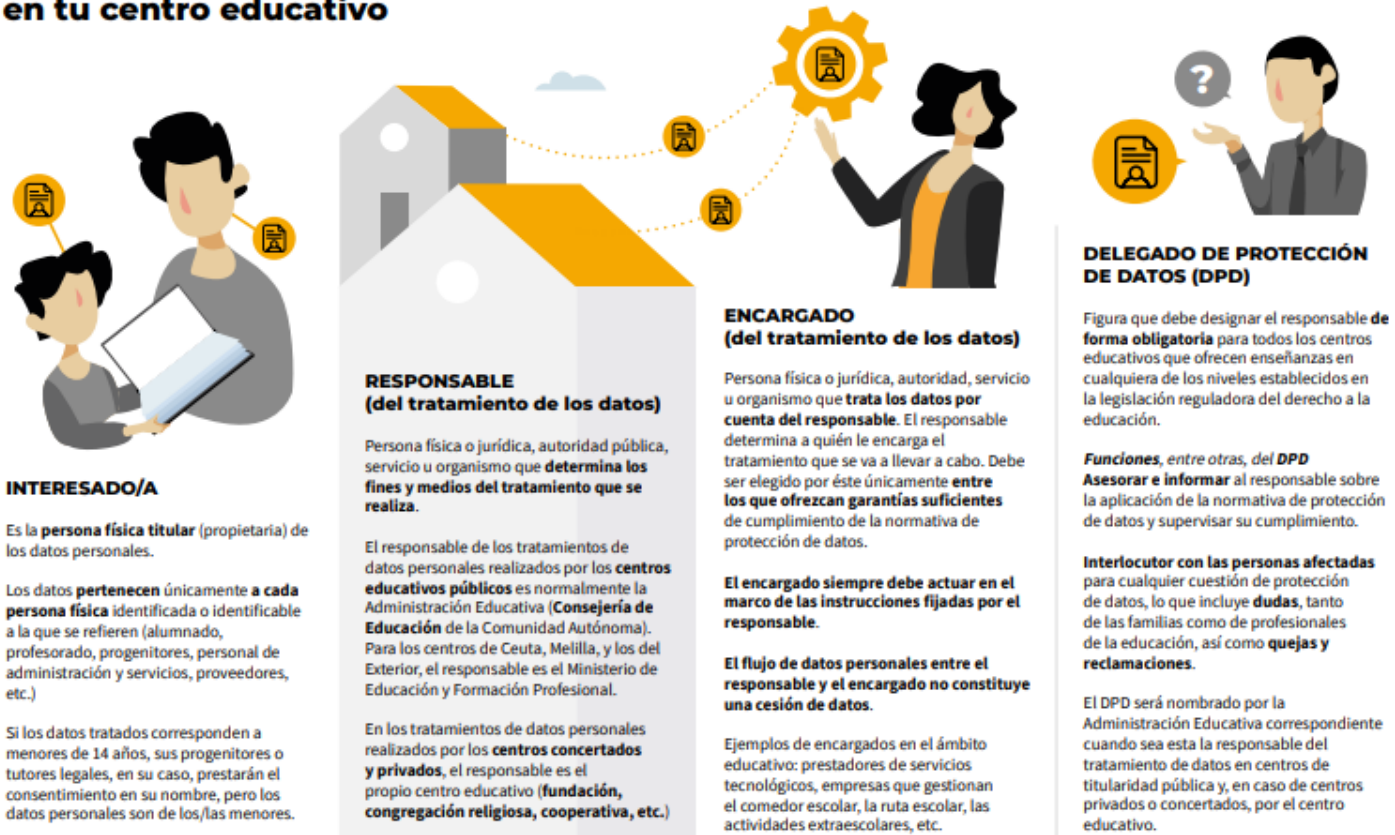 en tu centro educativo
INTERESADO/A
Es la persona física titular (propietaria) de
los datos personales.
Los datos pertenecen únicamente a cada
persona física identificada o identificable
a la que se refieren (alumnado,
profesorado, progenitores, personal de
administración y servicios, proveedores,
etc.)
Si los datos tratados corresponden a
menores de 14 años, sus progenitores o
tutores legales, en su caso, prestarán el
consentimiento en su nombre, pero los
datos personales son de los/las menores.
RESPONSABLE
(del tratamiento de los datos)
Persona física o jurídica, autoridad pública,
servicio u organismo que determina los
fines y medios del tratamiento que se
realiza.
El responsable de los tratamientos de
datos personales realizados por los centros
educativos públicos es normalmente la
Administración Educativa (Consejería de
Educación de la Comunidad Autónoma).
Para los centros de Ceuta, Melilla, y los del
Exterior, el responsable es el Ministerio de
Educación y Formación Profesional.
En los tratamientos de datos personales
realizados por los centros concertados
y privados, el responsable es el
propio centro educativo (fundación,
congregación religiosa, cooperativa, etc.)
ENCARGADO
(del tratamiento de los datos)
Persona física o jurídica, autoridad, servicio
u organismo que trata los datos por
cuenta del responsable. El responsable
determina a quién le encarga el
tratamiento que se va a llevar a cabo. Debe
ser elegido por éste únicamente entre
los que ofrezcan garantías suficientes
de cumplimiento de la normativa de
protección de datos.
El encargado siempre debe actuar en el
marco de las instrucciones fijadas por el
responsable.
El flujo de datos personales entre el
responsable y el encargado no constituye
una cesión de datos.
Ejemplos de encargados en el ámbito
educativo: prestadores de servicios
tecnológicos, empresas que gestionan
el comedor escolar, la ruta escolar, las
actividades extraescolares, etc.
?
DELEGADO DE PROTECCIÓN
DE DATOS (DPD)
Figura que debe designar el responsable de
forma obligatoria para todos los centros
educativos que ofrecen enseñanzas en
cualquiera de los niveles establecidos en
la legislación reguladora del derecho a la
educación.
Funciones, entre otras, del DPD
Asesorar e informar al responsable sobre
la aplicación de la normativa de protección
de datos y supervisar su cumplimiento.
Interlocutor con las personas afectadas
para cualquier cuestión de protección
de datos, lo que incluye dudas, tanto
de las familias como de profesionales
de la educación, así como quejas y
reclamaciones.
El DPD será nombrado por la
Administración Educativa correspondiente
cuando sea esta la responsable del
tratamiento de datos en centros de
titularidad pública y, en caso de centros
privados o concertados, por el centro
educativo.